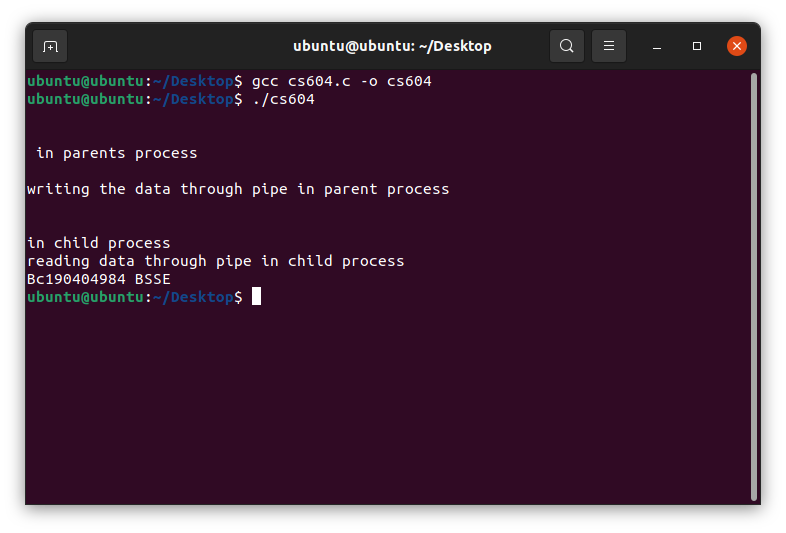 ubuntu@ubuntu: ~/Desktop
ubuntu@ubuntu:~/Desktop$ gcc cs604.c -o cs604
ubuntu@ubuntu:~/Desktop$ ./cs604
in parents process
writing the data through pipe in parent process
in child process
reading data through pipe in child process
Bc190404984 BSSE
ubuntu@ubuntu:~/Desktop$